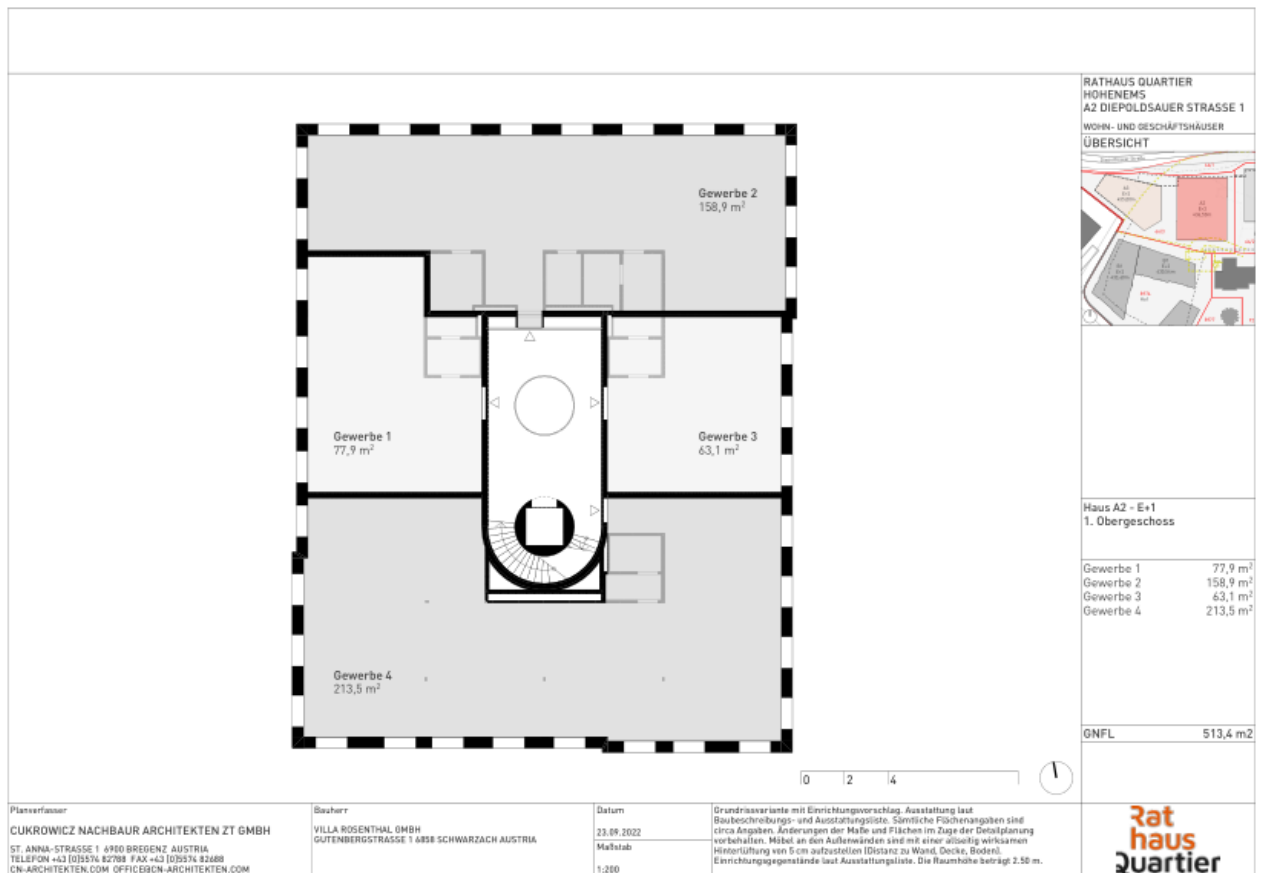 RATHAUS QUARTIER
HOHENEMS
A2 DIEPOLDSAUER STRASSE 1
WOHN- UND GESCHÄFTSHÄUSER
ÜBERSICHT
Gewerbe 2
158,9 m²
Gewerbe 1
77,9 m²
Gewerbe 3
63,1 m²
Gewerbe 4
213,5 m²
Haus A2 - E+1
1. Obergeschoss
Gewerbe 1 77,9 m²
Gewerbe 2 158,9 m²
Gewerbe 3 63,1 m²
Gewerbe 4 213,5 m²
GNFL 513,4 m2
0 2 4
Planverfasser
CUKROWICZ NACHBAUR ARCHITEKTEN ZT GMBH
ST. ANNA-STRASSE 1 6900 BREGENZ AUSTRIA
TELEFON +43 [0]5574 82788 FAX +43 [0]5574 82688
CN-ARCHITEKTEN.COM OFFICE@CN-ARCHITEKTEN.COM
Bauherr
VILLA ROSENTHAL GMBH
GUTENBERGSTRASSE 1 6858 SCHWARZACH AUSTRIA
Datum
23.09.2022
Maßstab
1:200
Grundrissvariante mit Einrichtungsvorschlag. Ausstattung laut
Baubeschreibungs- und Ausstattungsliste. Sämtliche Flächenangaben sind
circa Angaben. Änderungen der Maße und Flächen im Zuge der Detailplanung
vorbehalten. Möbel an den Außenwänden sind mit einer allseitig wirksamen
Hinterlüftung von 5 cm aufzustellen (Distanz zu Wand, Decke, Boden).
Einrichtungsgegenstände laut Ausstattungsliste. Die Raumhöhe beträgt 2.50 m.
Rat
haus
Quartier